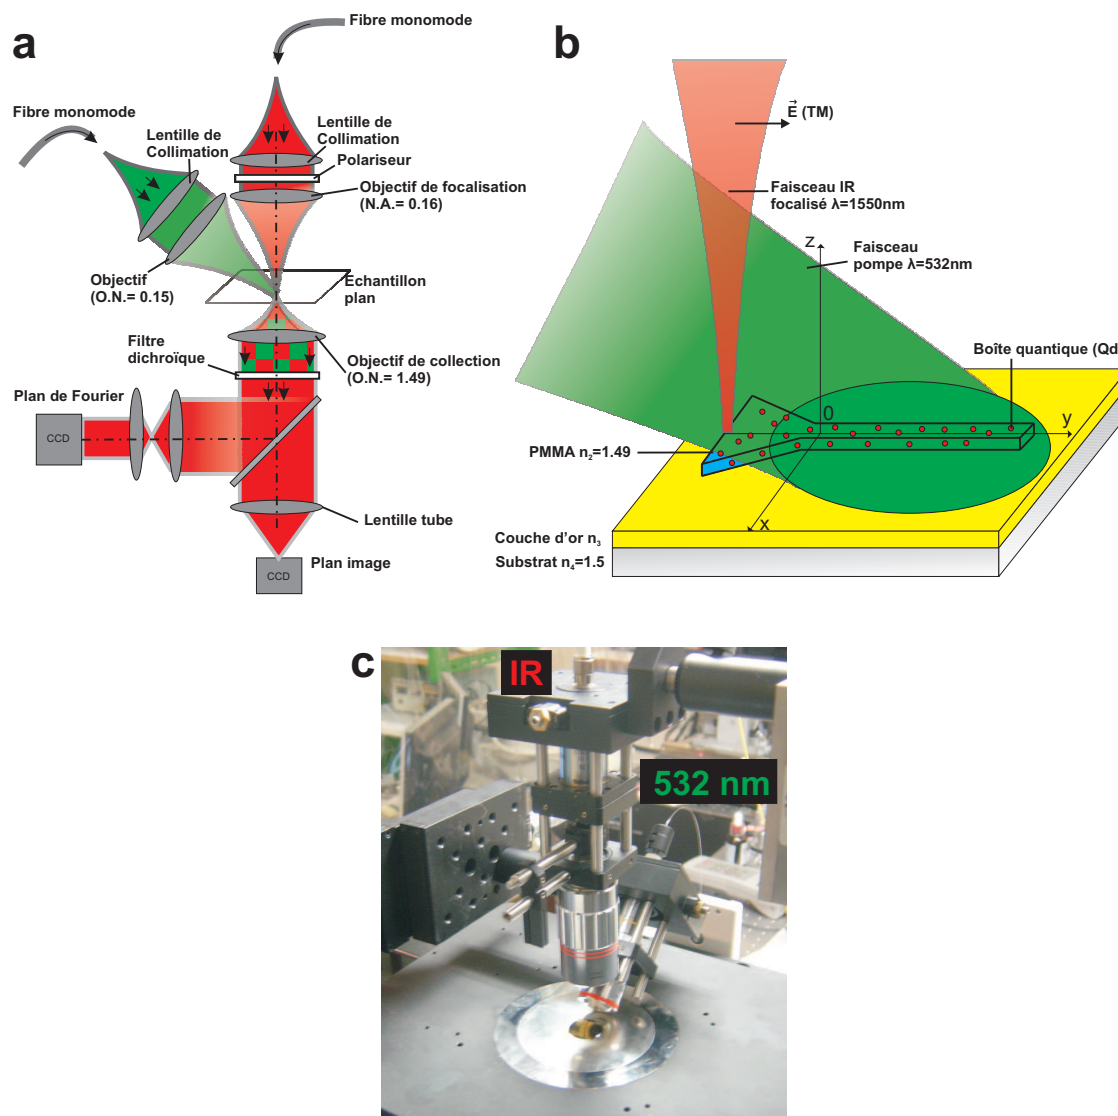 a
Fibre monomode
Fibre monomode
Lentille de
Collimation
Lentille de
Collimation
Polariseur
Objectif de focalisation
(N.A.= 0.16)
Objectif
(O.N.= 0.15)
Echantillon
plan
Filtre
dichroïque
Objectif de collection
(O.N.= 1.49)
Plan de Fourier
CCD
Lentille tube
Plan image
CCD
b
E (TM)
Faisceau IR
focalisé λ=1550nm
Z
Faisceau
pompe λ=532nm
Boîte quantique (Qd
0
y
PMMA n2=1.49
x
Couche d'or n3
Substrat n4=1.5
c
IR
532 nm